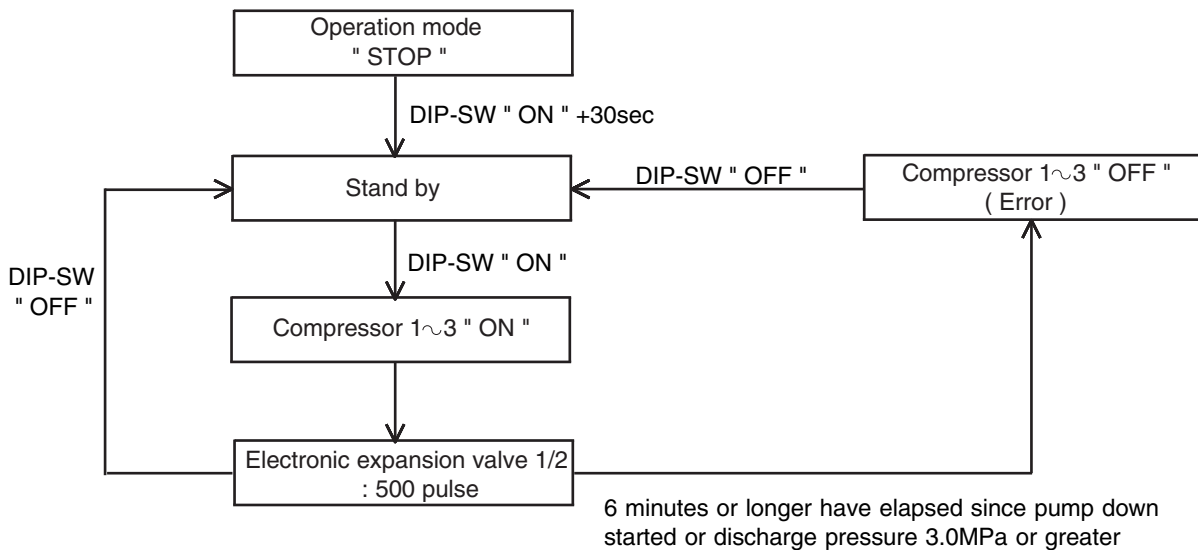 Operation mode
" STOP "
DIP-SW " ON " +30sec
Stand by
DIP-SW " OFF "
Compressor 1∼3 " OFF "
( Error )
DIP-SW
" OFF "
DIP-SW " ON "
Compressor 1∼3 " ON "
Electronic expansion valve 1/2
: 500 pulse
6 minutes or longer have elapsed since pump down
started or discharge pressure 3.0MPa or greater